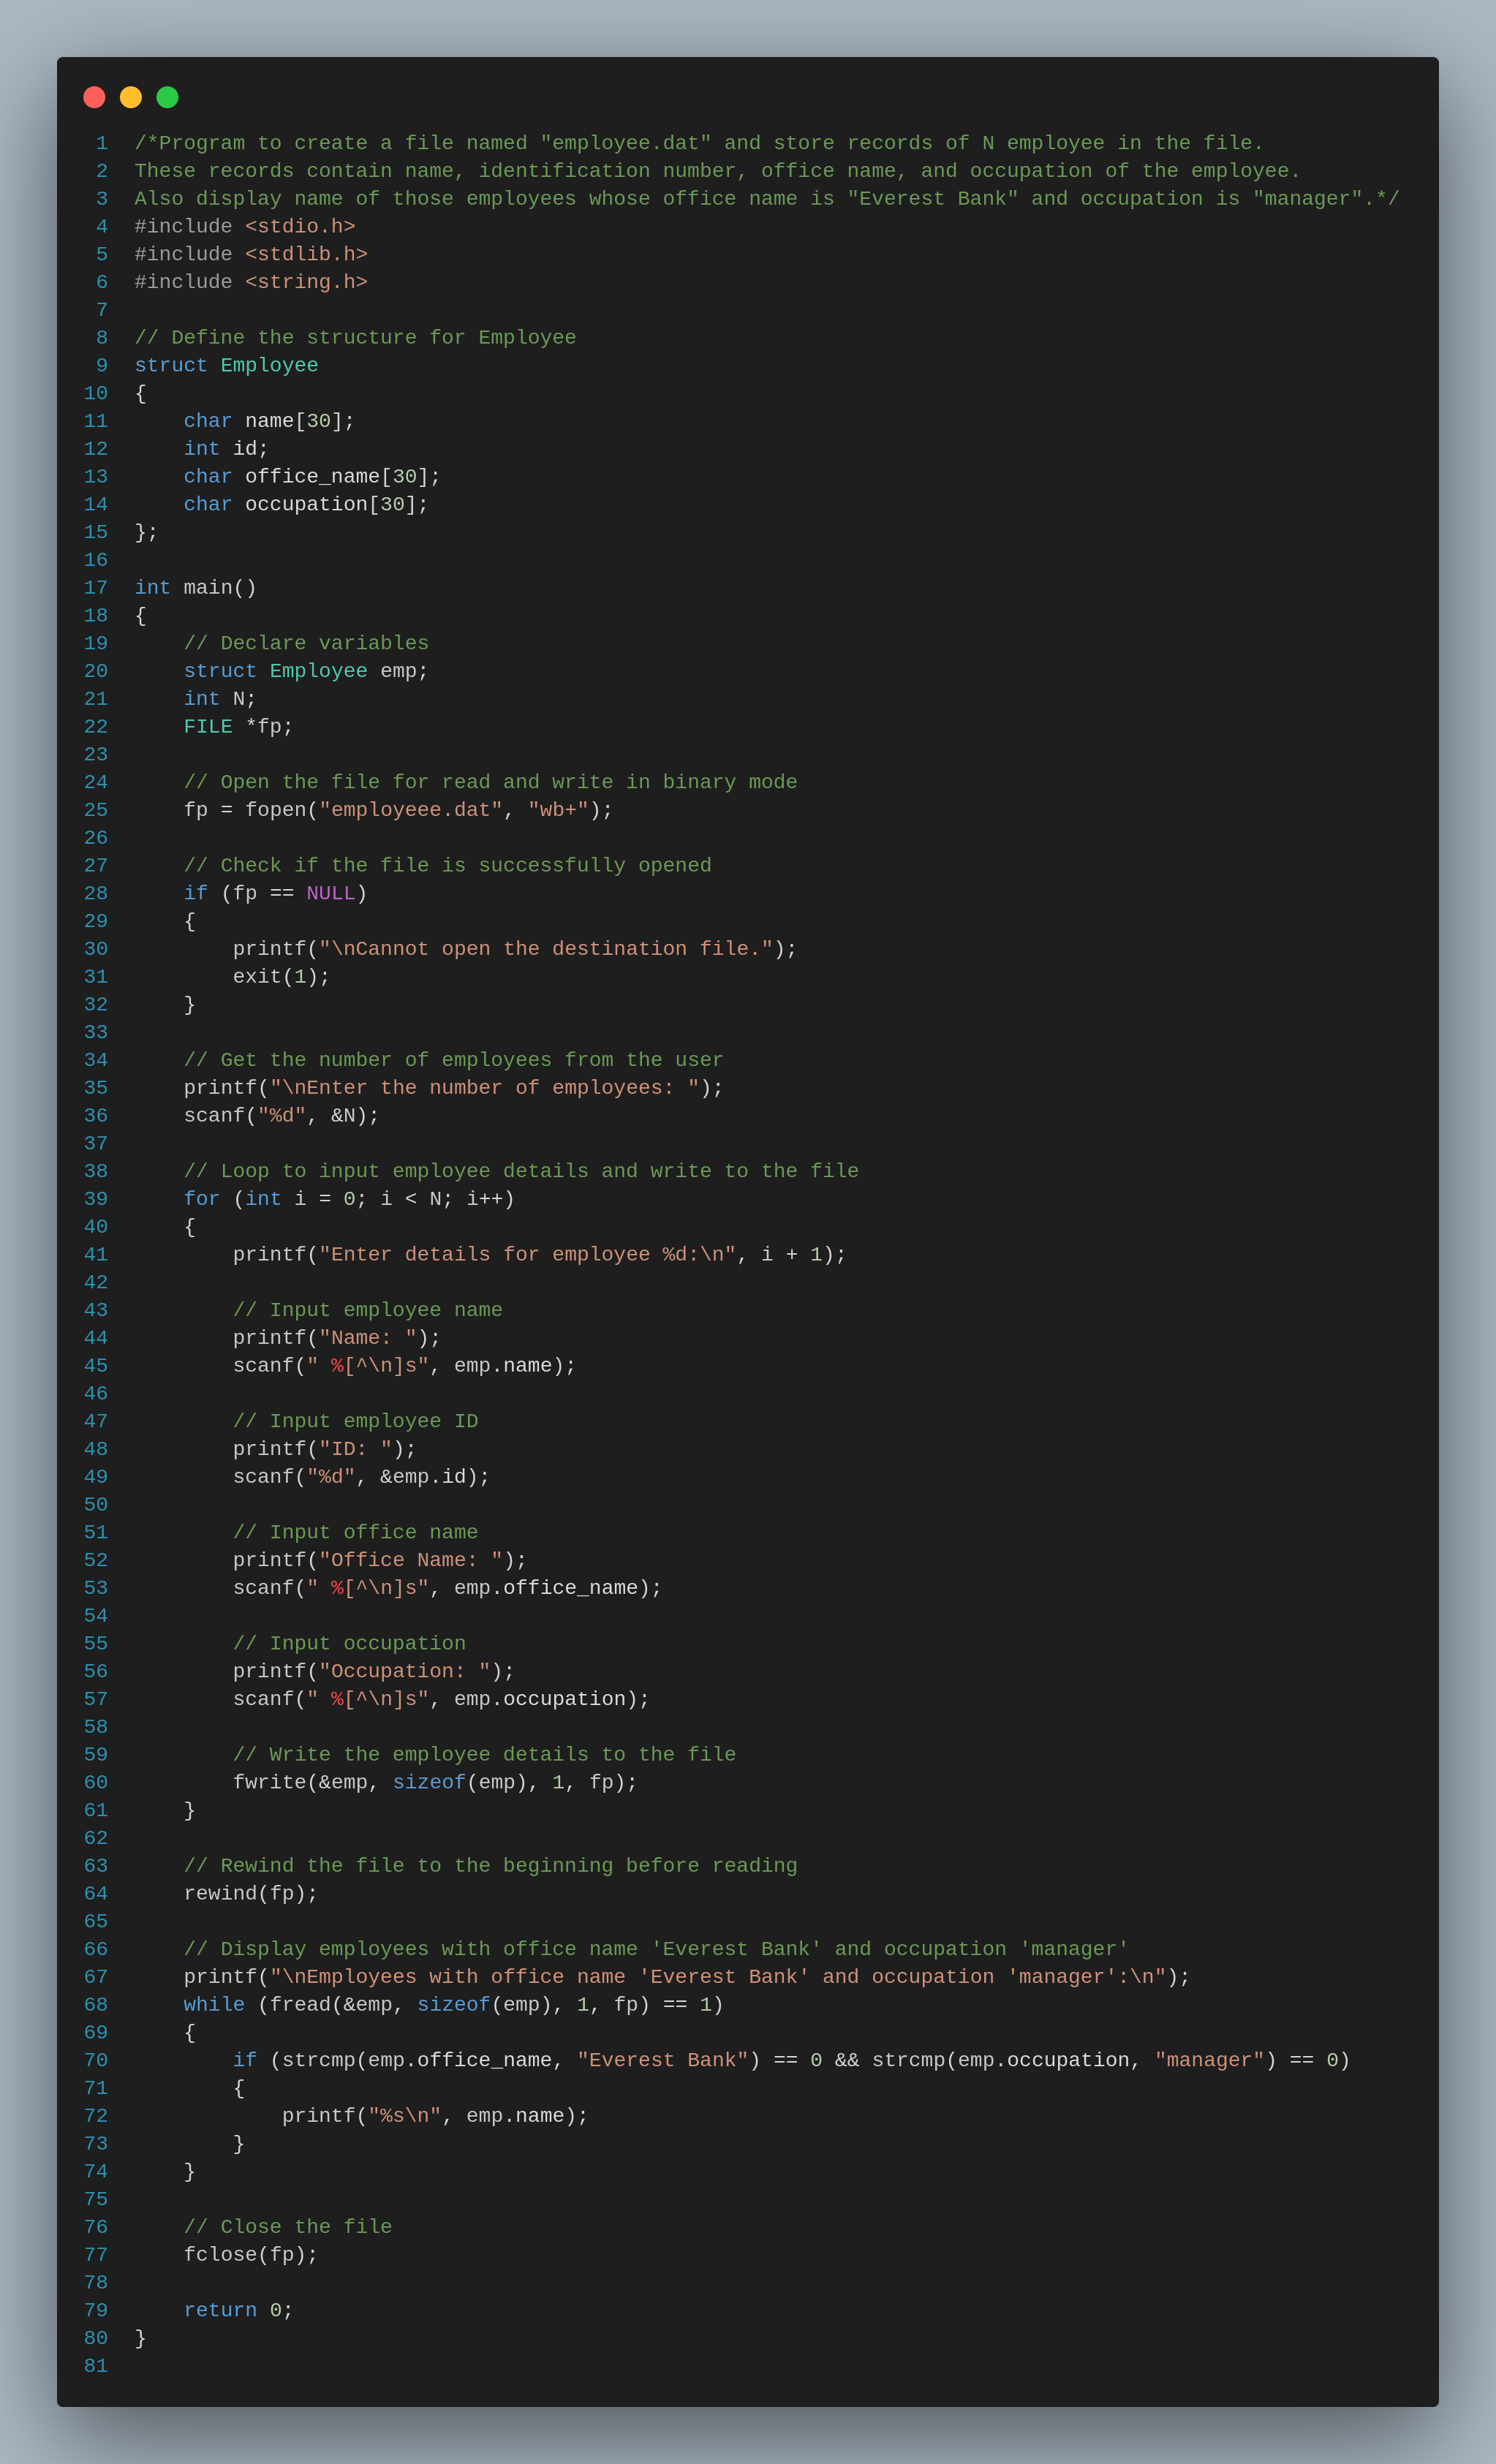 1 /*Program to create a file named "employee.dat" and store records of N employee in the file.
2 These records contain name, identification number, office name, and occupation of the employee.
3 Also display name of those employees whose office name is "Everest Bank" and occupation is "manager".*/
4 #include <stdio.h>
5 #include <stdlib.h>
6 #include <string.h>
7
8 // Define the structure for Employee
9 struct Employee
10 {
11     char name[30];
12     int id;
13     char office_name[30];
14     char occupation[30];
15 };
16
17 int main()
18 {
19     // Declare variables
20     struct Employee emp;
21     int N;
22     FILE *fp;
23
24     // Open the file for read and write in binary mode
25     fp = fopen("employeee.dat", "wb+");
26
27     // Check if the file is successfully opened
28     if (fp == NULL)
29     {
30         printf("\nCannot open the destination file.");
31         exit(1);
32     }
33
34     // Get the number of employees from the user
35     printf("\nEnter the number of employees: ");
36     scanf("%d", &N);
37
38     // Loop to input employee details and write to the file
39     for (int i = 0; i < N; i++)
40     {
41         printf("Enter details for employee %d:\n", i + 1);
42
43         // Input employee name
44         printf("Name: ");
45         scanf(" %[^\n]s", emp.name);
46
47         // Input employee ID
48         printf("ID: ");
49         scanf("%d", &emp.id);
50
51         // Input office name
52         printf("Office Name: ");
53         scanf(" %[^\n]s", emp.office_name);
54
55         // Input occupation
56         printf("Occupation: ");
57         scanf(" %[^\n]s", emp.occupation);
58
59         // Write the employee details to the file
60         fwrite(&emp, sizeof(emp), 1, fp);
61     }
62
63     // Rewind the file to the beginning before reading
64     rewind(fp);
65
66     // Display employees with office name 'Everest Bank' and occupation 'manager'
67     printf("\nEmployees with office name 'Everest Bank' and occupation 'manager':\n");
68     while (fread(&emp, sizeof(emp), 1, fp) == 1)
69     {
70         if (strcmp(emp.office_name, "Everest Bank") == 0 && strcmp(emp.occupation, "manager") == 0)
71         {
72             printf("%s\n", emp.name);
73         }
74     }
75
76     // Close the file
77     fclose(fp);
78
79     return 0;
80 }
81